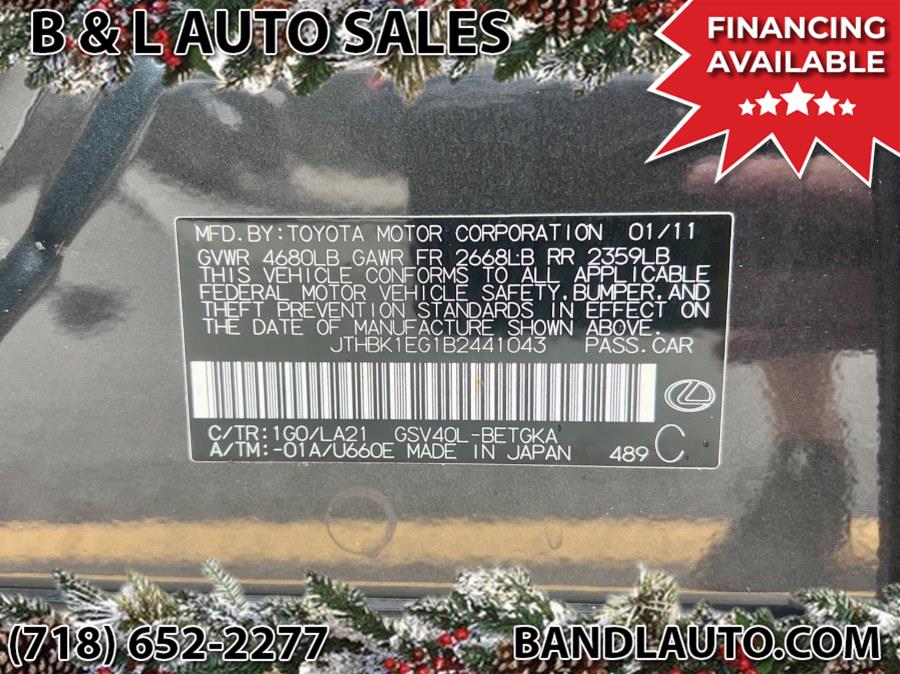 B & L AUTO SALES
FINANCING
AVAILABLE
MFD.BY:TOYOTA MOTOR CORPORATION 01/11
GVWR 4680LB GAWR FR 2668LB RR 2359LB
THIS VEHICLE CONFORMS TO ALL APPLICABLE
FEDERAL MOTOR VEHICLE SAFETY,BUMPER,AND
THEFT PREVENTION STANDARDS IN EFFECT ON
THE DATE OF MANUFACTURE SHOWN ABOVE.
JTHBK1EG1B2441043 PASS.CAR
C/TR:1G0/LA21 GSV40L-BETGKA
A/TM:-01A/U660E MADE IN JAPAN 489 C
(718) 652-2277
BANDLAUTO.COM